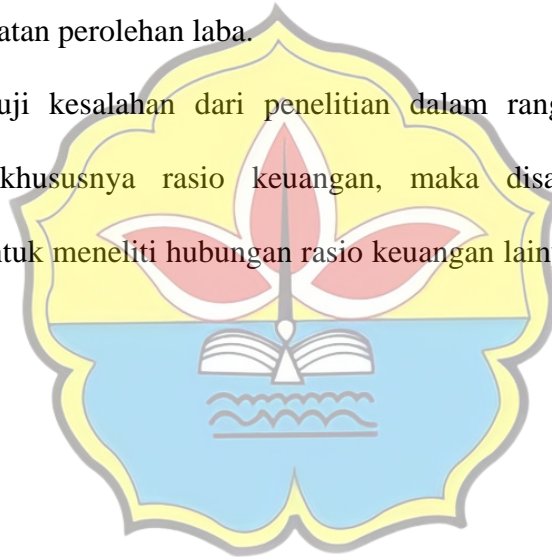 atan perolehan laba.
uji kesalahan dari penelitian dalam rang
khususnya rasio keuangan, maka disa
tuk meneliti hubungan rasio keuangan lain